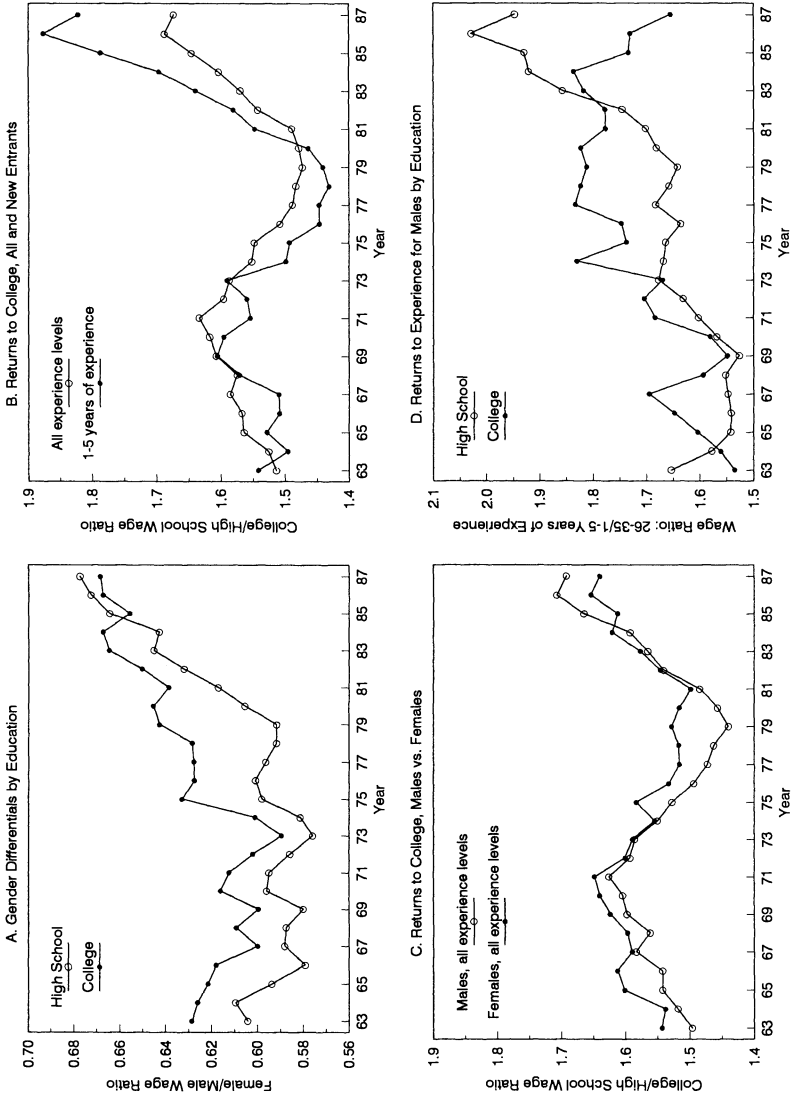 A. Gender Differentials by Education
Female/Male Wage Ratio
0.70
0.68
0.66
0.64
0.62
0.60
0.58
0.56
High School
College
63 65 67 69 71 73 75 77 79 81 83 85 87
Year
B. Returns to College, All and New Entrants
College/High School Wage Ratio
1.9
1.8
1.7
1.6
1.5
1.4
All experience levels
1-5 years of experience
63 65 67 69 71 73 75 77 79 81 83 85 87
Year
C. Returns to College, Males vs. Females
College/High School Wage Ratio
1.9
1.8
1.7
1.6
1.5
1.4
Males, all experience levels
Females, all experience levels
63 65 67 69 71 73 75 77 79 81 83 85 87
Year
D. Returns to Experience for Males by Education
Wage Ratio: 26-35/1-5 Years of Experience
2.1
2.0
1.9
1.8
1.7
1.6
1.5
High School
College
63 65 67 69 71 73 75 77 79 81 83 85 87
Year